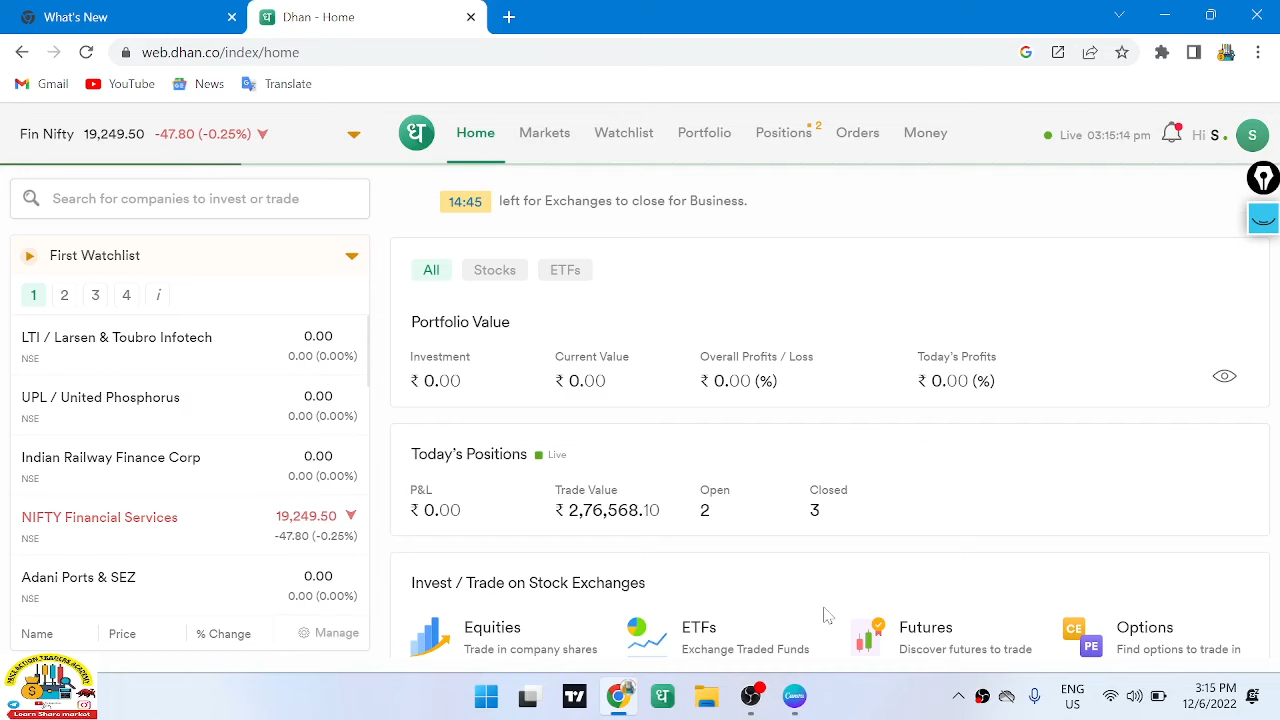 What's New
Dhan - Home
web.dhan.co/index/home
Gmail YouTube News Translate
Fin Nifty 19,249.50 -47.80 (-0.25%)
ध Home Markets Watchlist Portfolio Positions 2 Orders Money
Live 03:15:14 pm Hi S. S
Search for companies to invest or trade
14:45 left for Exchanges to close for Business.
First Watchlist
1 2 3 4 i
LTI / Larsen & Toubro Infotech 0.00
NSE 0.00 (0.00%)
UPL / United Phosphorus 0.00
NSE 0.00 (0.00%)
Indian Railway Finance Corp 0.00
NSE 0.00 (0.00%)
NIFTY Financial Services 19,249.50
NSE -47.80 (-0.25%)
Adani Ports & SEZ 0.00
NSE 0.00 (0.00%)
Name Price % Change Manage
All Stocks ETFs
Portfolio Value
Investment Current Value Overall Profits / Loss Today's Profits
₹ 0.00 ₹ 0.00 ₹ 0.00 (%) ₹ 0.00 (%)
Today's Positions Live
P&L Trade Value Open Closed
₹ 0.00 ₹ 2,76,568.10 2 3
Invest / Trade on Stock Exchanges
Equities ETFs Futures CE PE Options
Trade in company shares Exchange Traded Funds Discover futures to trade Find options to trade in
Learn Share market
ENG
US
3:15 PM
12/6/2022